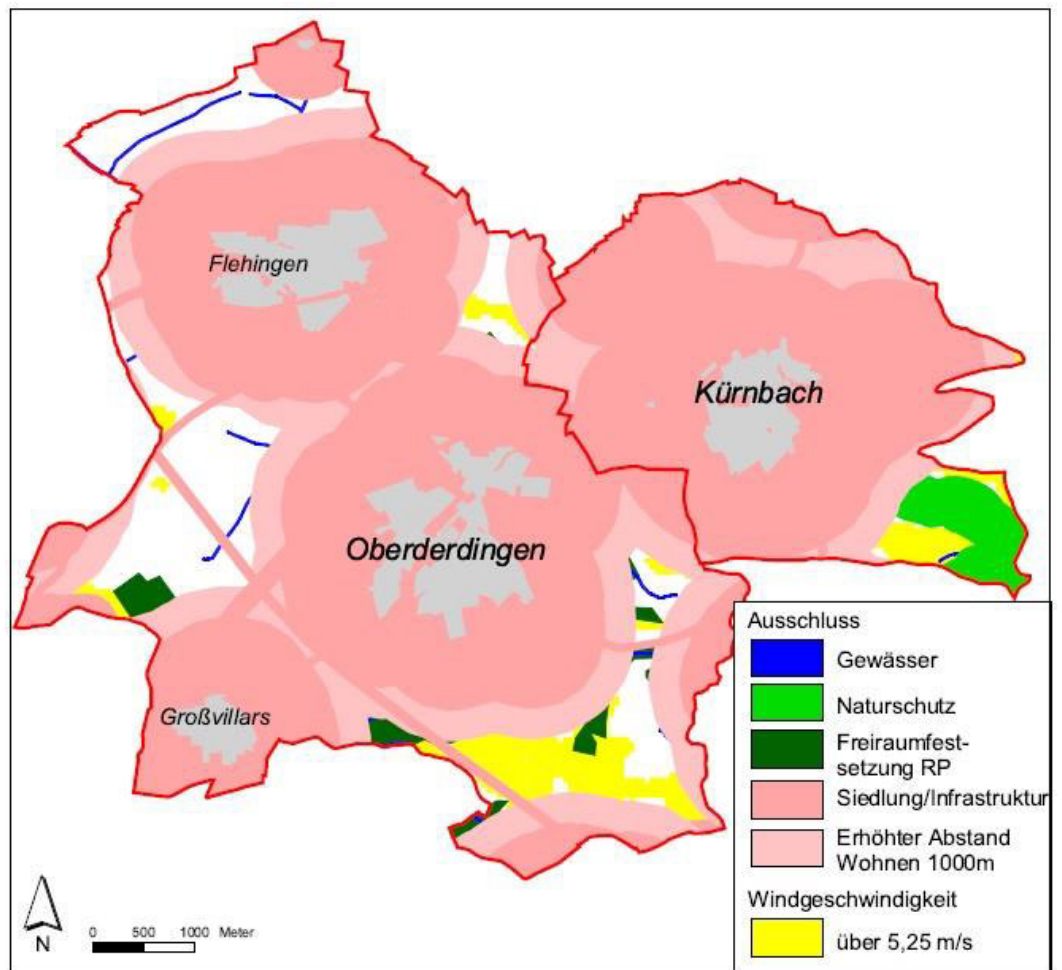 Flehingen
Kürnbach
Oberderdingen
Großvillars
Ausschluss
Gewässer
Naturschutz
Freiraumfest-
setzung RP
Siedlung/Infrastruktur
Erhöhter Abstand
Wohnen 1000m
Windgeschwindigkeit
über 5,25 m/s
N
0 500 1000 Meter